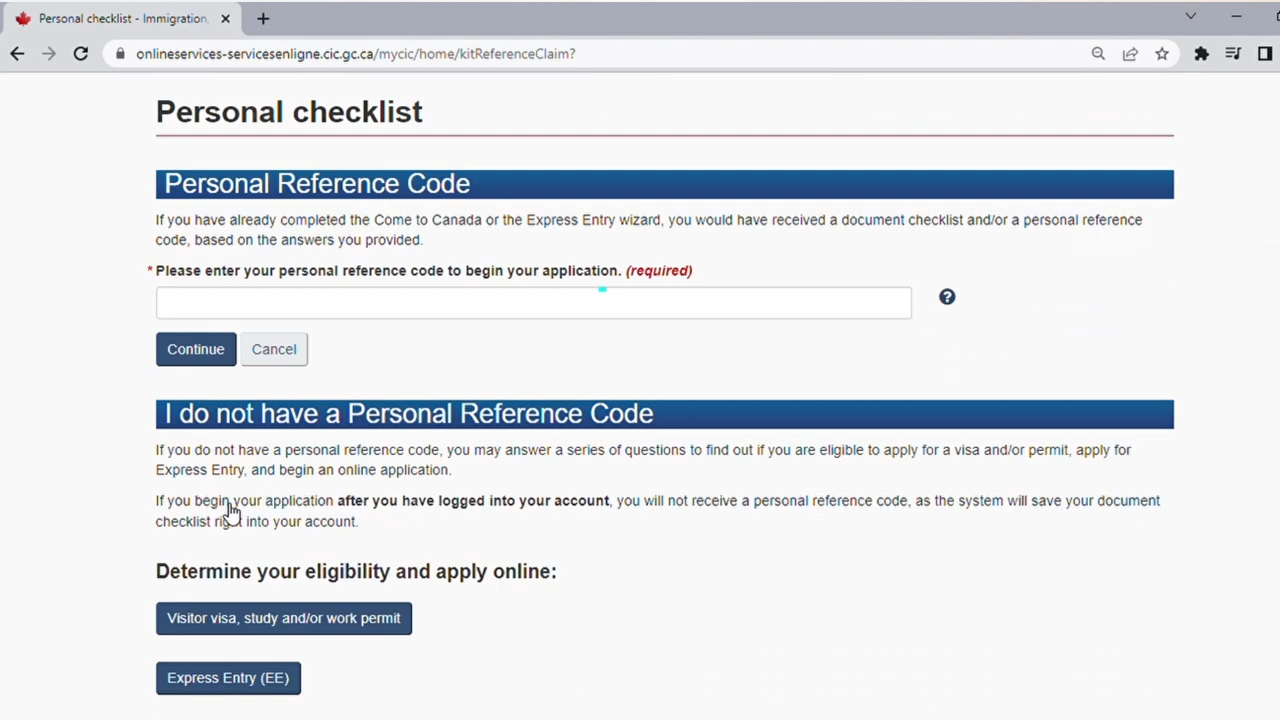 Personal checklist - Immigration,
onlineservices-servicesenligne.cic.gc.ca/mycic/home/kitReferenceClaim?
Personal checklist
Personal Reference Code
If you have already completed the Come to Canada or the Express Entry wizard, you would have received a document checklist and/or a personal reference
code, based on the answers you provided.
* Please enter your personal reference code to begin your application. (required)
?
Continue Cancel
I do not have a Personal Reference Code
If you do not have a personal reference code, you may answer a series of questions to find out if you are eligible to apply for a visa and/or permit, apply for
Express Entry, and begin an online application.
If you begin your application after you have logged into your account, you will not receive a personal reference code, as the system will save your document
checklist right into your account.
Determine your eligibility and apply online:
Visitor visa, study and/or work permit
Express Entry (EE)